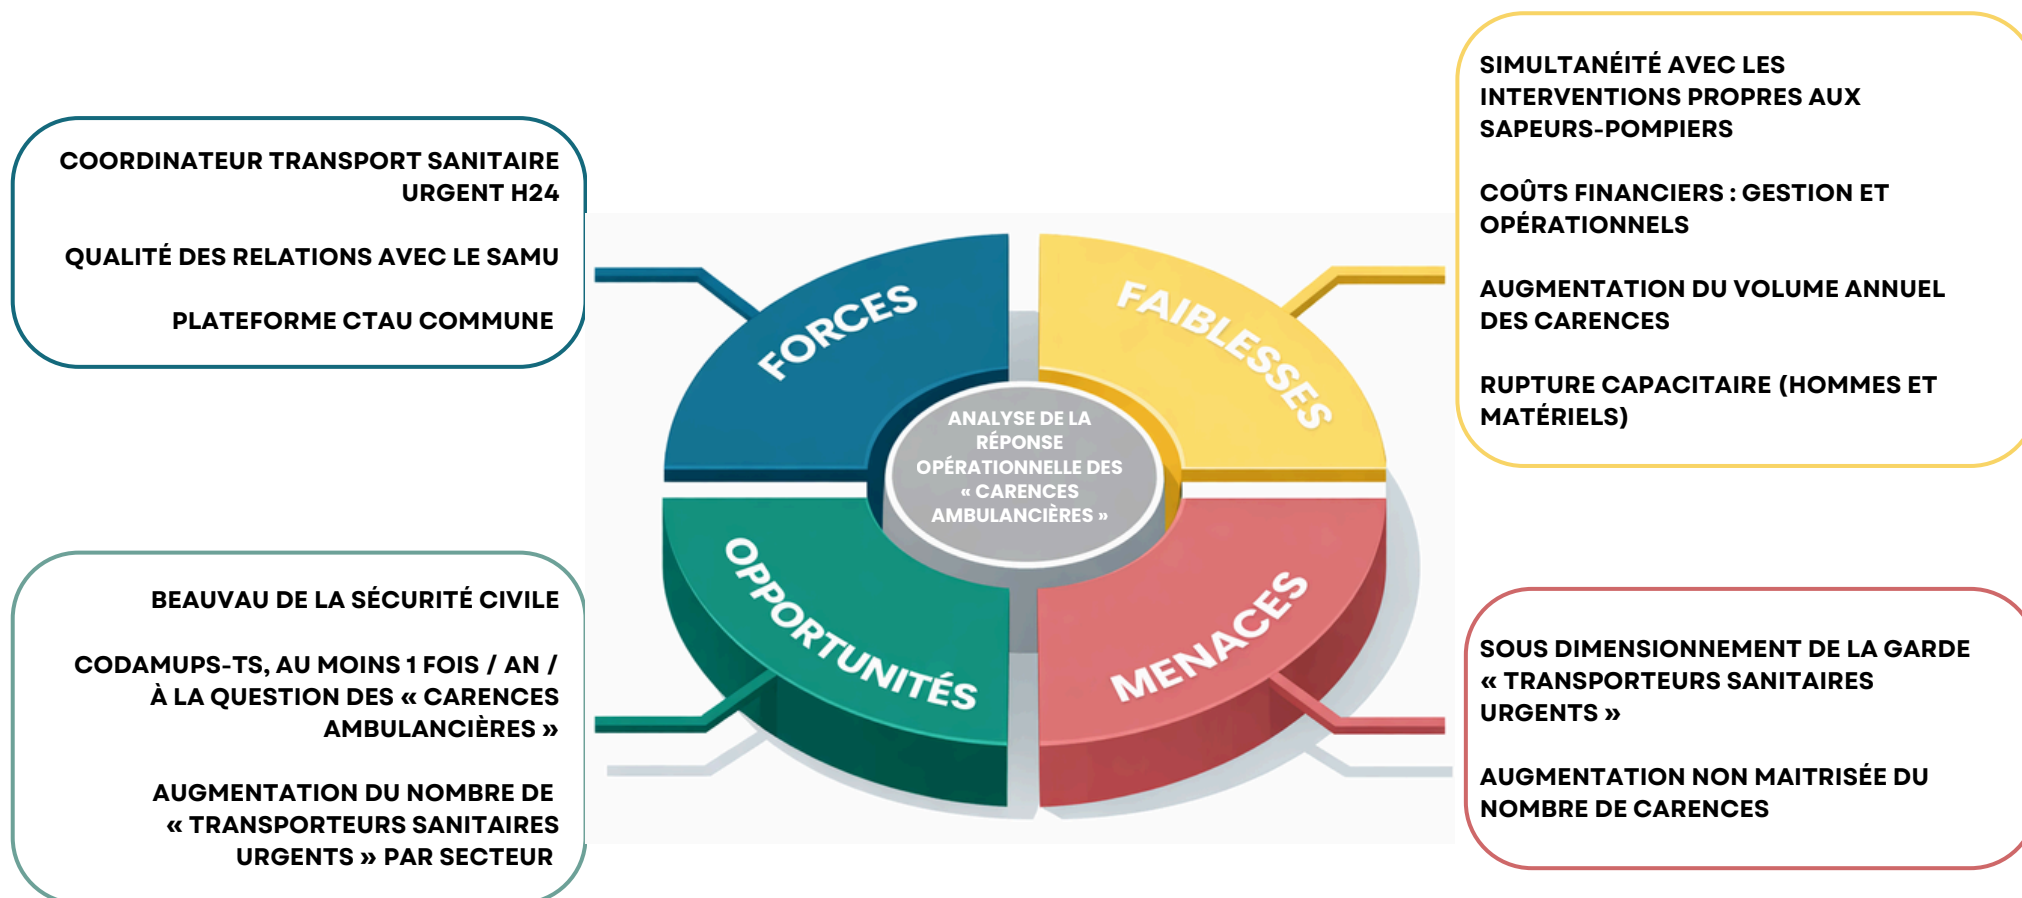 COORDINATEUR TRANSPORT SANITAIRE
URGENT H24
QUALITÉ DES RELATIONS AVEC LE SAMU
PLATEFORME CTAU COMMUNE
SIMULTANÉITÉ AVEC LES
INTERVENTIONS PROPRES AUX
SAPEURS-POMPIERS
COÛTS FINANCIERS : GESTION ET
OPÉRATIONNELS
AUGMENTATION DU VOLUME ANNUEL
DES CARENCES
RUPTURE CAPACITAIRE (HOMMES ET
MATÉRIELS)
FORCES
FAIBLESSES
ANALYSE DE LA
RÉPONSE
OPÉRATIONNELLE DES
« CARENCES
AMBULANCIÈRES »
OPPORTUNITÉS
MENACES
BEAUVAU DE LA SÉCURITÉ CIVILE
CODAMUPS-TS, AU MOINS 1 FOIS / AN /
À LA QUESTION DES « CARENCES
AMBULANCIÈRES »
AUGMENTATION DU NOMBRE DE
« TRANSPORTEURS SANITAIRES
URGENTS » PAR SECTEUR
SOUS DIMENSIONNEMENT DE LA GARDE
« TRANSPORTEURS SANITAIRES
URGENTS »
AUGMENTATION NON MAITRISÉE DU
NOMBRE DE CARENCES